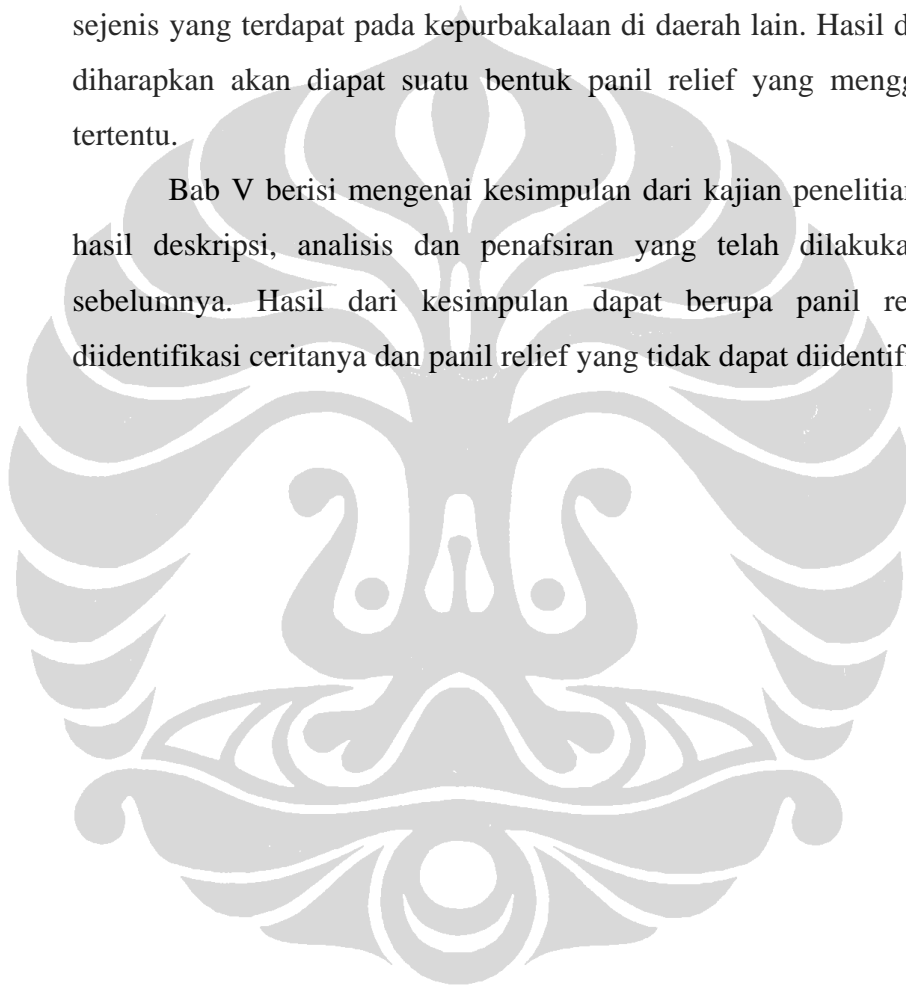 sejenis yang terdapat pada kepurbakalaan di daerah lain. Hasil
diharapkan akan diapat suatu bentuk panil relief yang
tertentu.
Bab V berisi mengenai kesimpulan dari kajian penelitian
hasil deskripsi, analisis dan penafsiran yang telah
sebelumnya. Hasil dari kesimpulan dapat berupa panil
diidentifikasi ceritanya dan panil relief yang tidak dapat